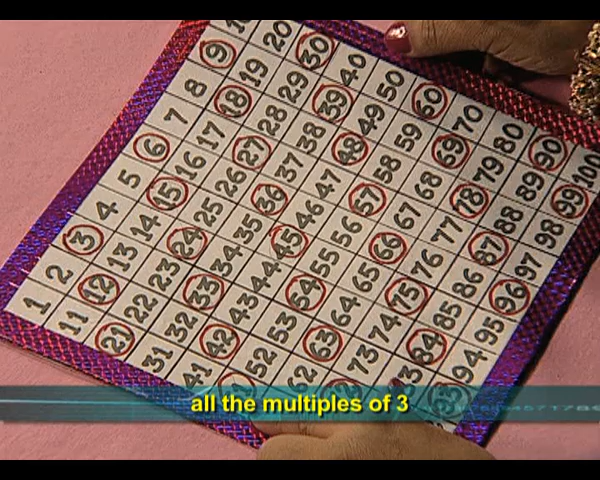 1 2 3 4 5 6 7 8 9 10
11 12 13 14 15 16 17 18 19 20
21 22 23 24 25 26 27 28 29 30
31 32 33 34 35 36 37 38 39 40
41 42 43 44 45 46 47 48 49 50
52 53 54 55 56 57 58 59 60
62 63 64 65 66 67 68 69 70
73 74 75 76 77 78 79 80
83 84 85 86 87 88 89 90
94 95 96 97 98 99 100
all the multiples of 3